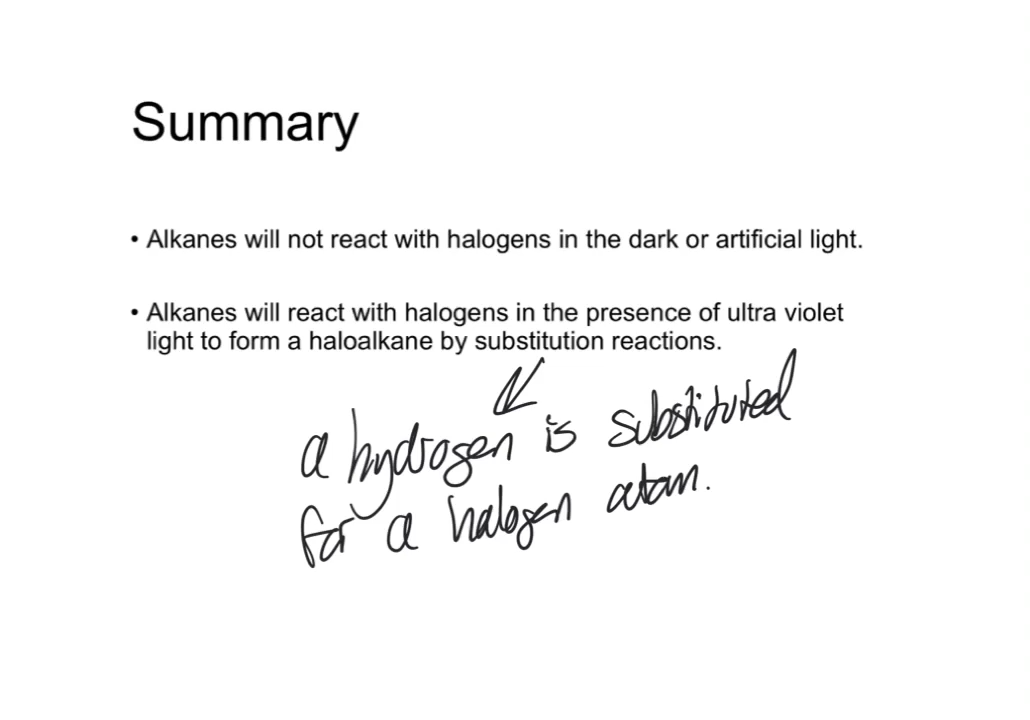 Summary
• Alkanes will not react with halogens in the dark or artificial light.
• Alkanes will react with halogens in the presence of ultra violet
light to form a haloalkane by substitution reactions.
a hydrogen is substituted
for a halogen atom.